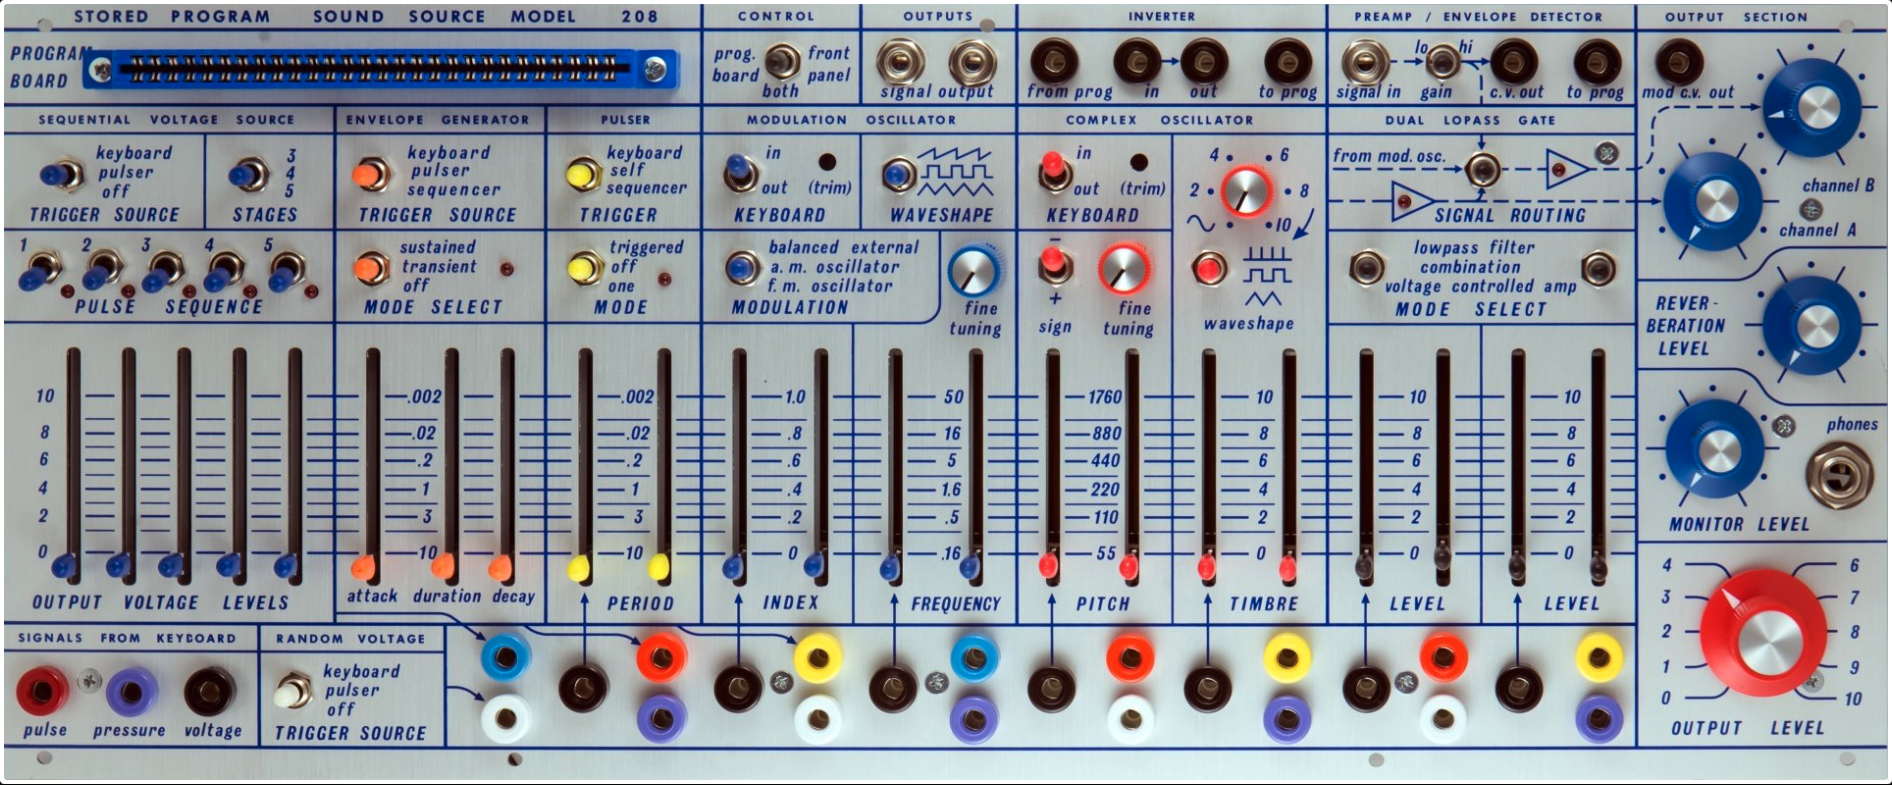 STORED PROGRAM SOUND SOURCE MODEL 208
CONTROL
OUTPUTS
INVERTER
PREAMP / ENVELOPE DETECTOR
OUTPUT SECTION
PROGRAM
BOARD
prog.
board
front
panel
both
signal output
from prog
in
out
to prog
lo
hi
signal in
gain
c.v. out
to prog
mod c.v. out
SEQUENTIAL VOLTAGE SOURCE
ENVELOPE GENERATOR
PULSER
MODULATION OSCILLATOR
COMPLEX OSCILLATOR
DUAL LOPASS GATE
keyboard
pulser
off
TRIGGER SOURCE
3
4
5
STAGES
keyboard
pulser
sequencer
TRIGGER SOURCE
keyboard
self
sequencer
TRIGGER
in
out
(trim)
KEYBOARD
WAVESHAPE
in
out
(trim)
KEYBOARD
4
6
2
8
10
from mod. osc.
SIGNAL ROUTING
channel B
channel A
1 2 3 4 5
PULSE SEQUENCE
sustained
transient
off
MODE SELECT
triggered
off
one
MODE
balanced external
a.m. oscillator
f.m. oscillator
MODULATION
fine
tuning
−
+
sign
fine
tuning
waveshape
lowpass filter
combination
voltage controlled amp
MODE SELECT
REVER-
BERATION
LEVEL
10 .002 .002 1.0 50 1760 10 10 10
8 .02 .02 .8 16 880 8 8 8
6 .2 .2 .6 5 440 6 6 6
4 1 1 .4 1.6 220 4 4 4
2 3 3 .2 .5 110 2 2 2
0 10 10 0 .16 55 0 0 0
phones
MONITOR LEVEL
attack duration decay
OUTPUT VOLTAGE LEVELS
PERIOD
INDEX
FREQUENCY
PITCH
TIMBRE
LEVEL
LEVEL
SIGNALS FROM KEYBOARD
RANDOM VOLTAGE
pulse
pressure
voltage
keyboard
pulser
off
TRIGGER SOURCE
4 6
3 7
2 8
1 9
0 10
OUTPUT LEVEL